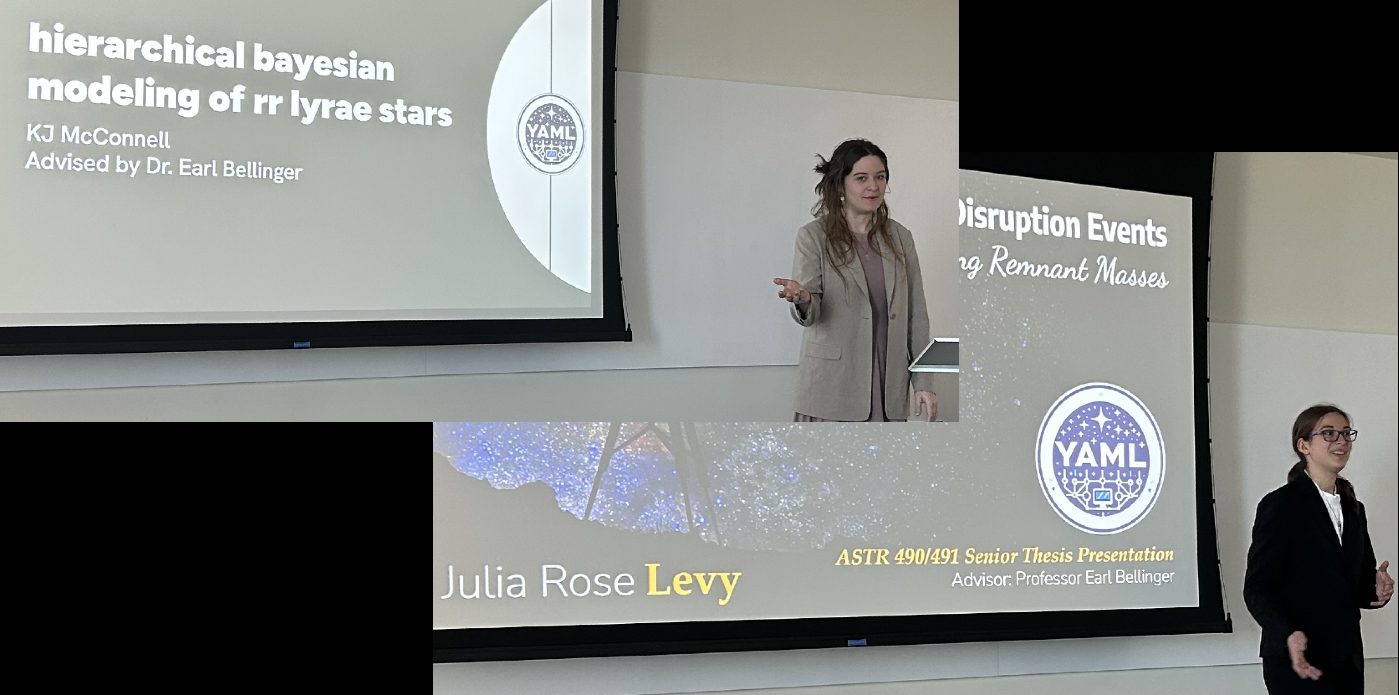 hierarchical bayesian
modeling of rr lyrae stars
KJ McConnell
Advised by Dr. Earl Bellinger
YAML
Disruption Events
ng Remnant Masses
YAML
ASTR 490/491 Senior Thesis Presentation
Advisor: Professor Earl Bellinger
Julia Rose Levy